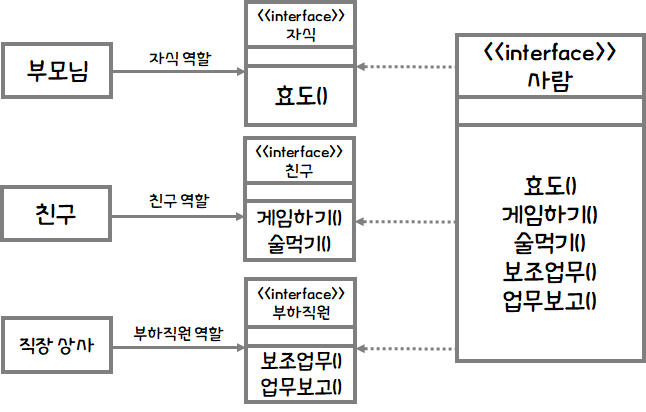 부모님
자식 역할
<<interface>>
자식
효도()
친구
친구 역할
<<interface>>
친구
게임하기()
술먹기()
직장 상사
부하직원 역할
<<interface>>
부하직원
보조업무()
업무보고()
<<interface>>
사람
효도()
게임하기()
술먹기()
보조업무()
업무보고()